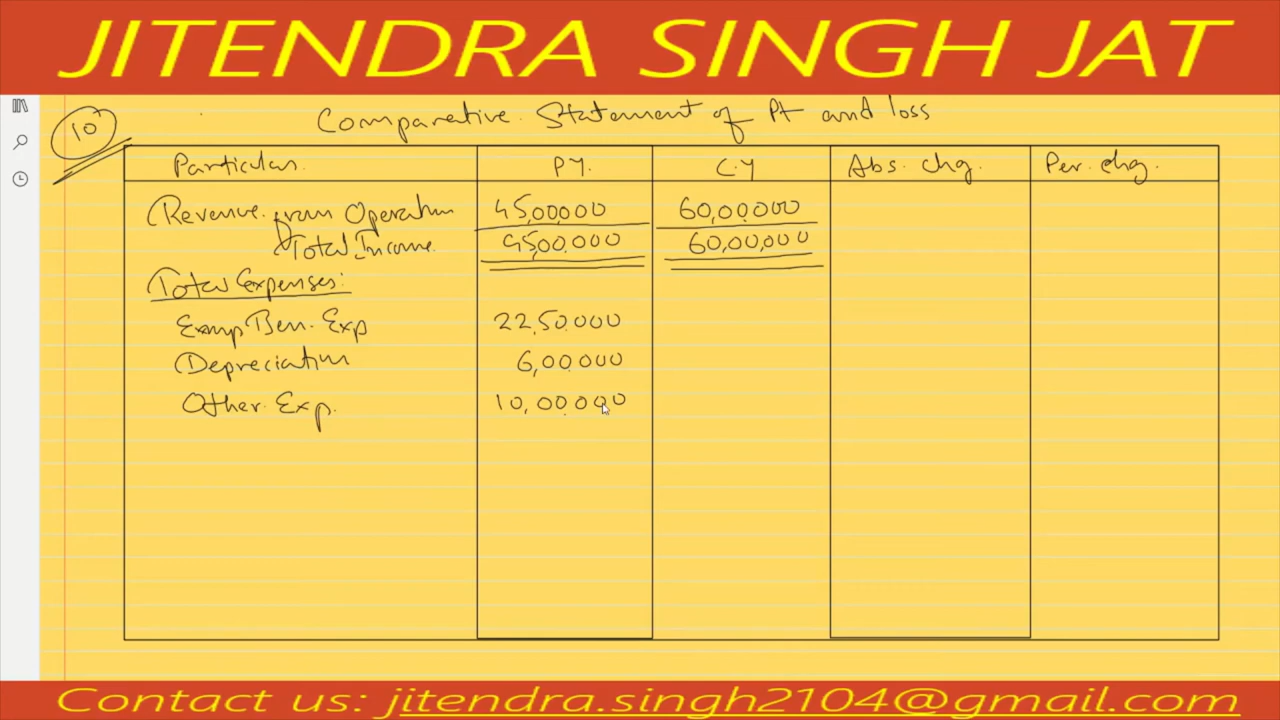 JITENDRA SINGH JAT
10
Comparative Statement of Pt and loss
Particulas. P.Y. C.Y Abs. chg. Per. chg.
Revenue from Operation 45,00,000 60,00,000
Total Income. 45,00,000 60,00,000
Total Expenses:
Emp Ben. Exp 22,50,000
Depreciation 6,00,000
Other. Exp. 10,00,000
Contact us: jitendra.singh2104@gmail.com